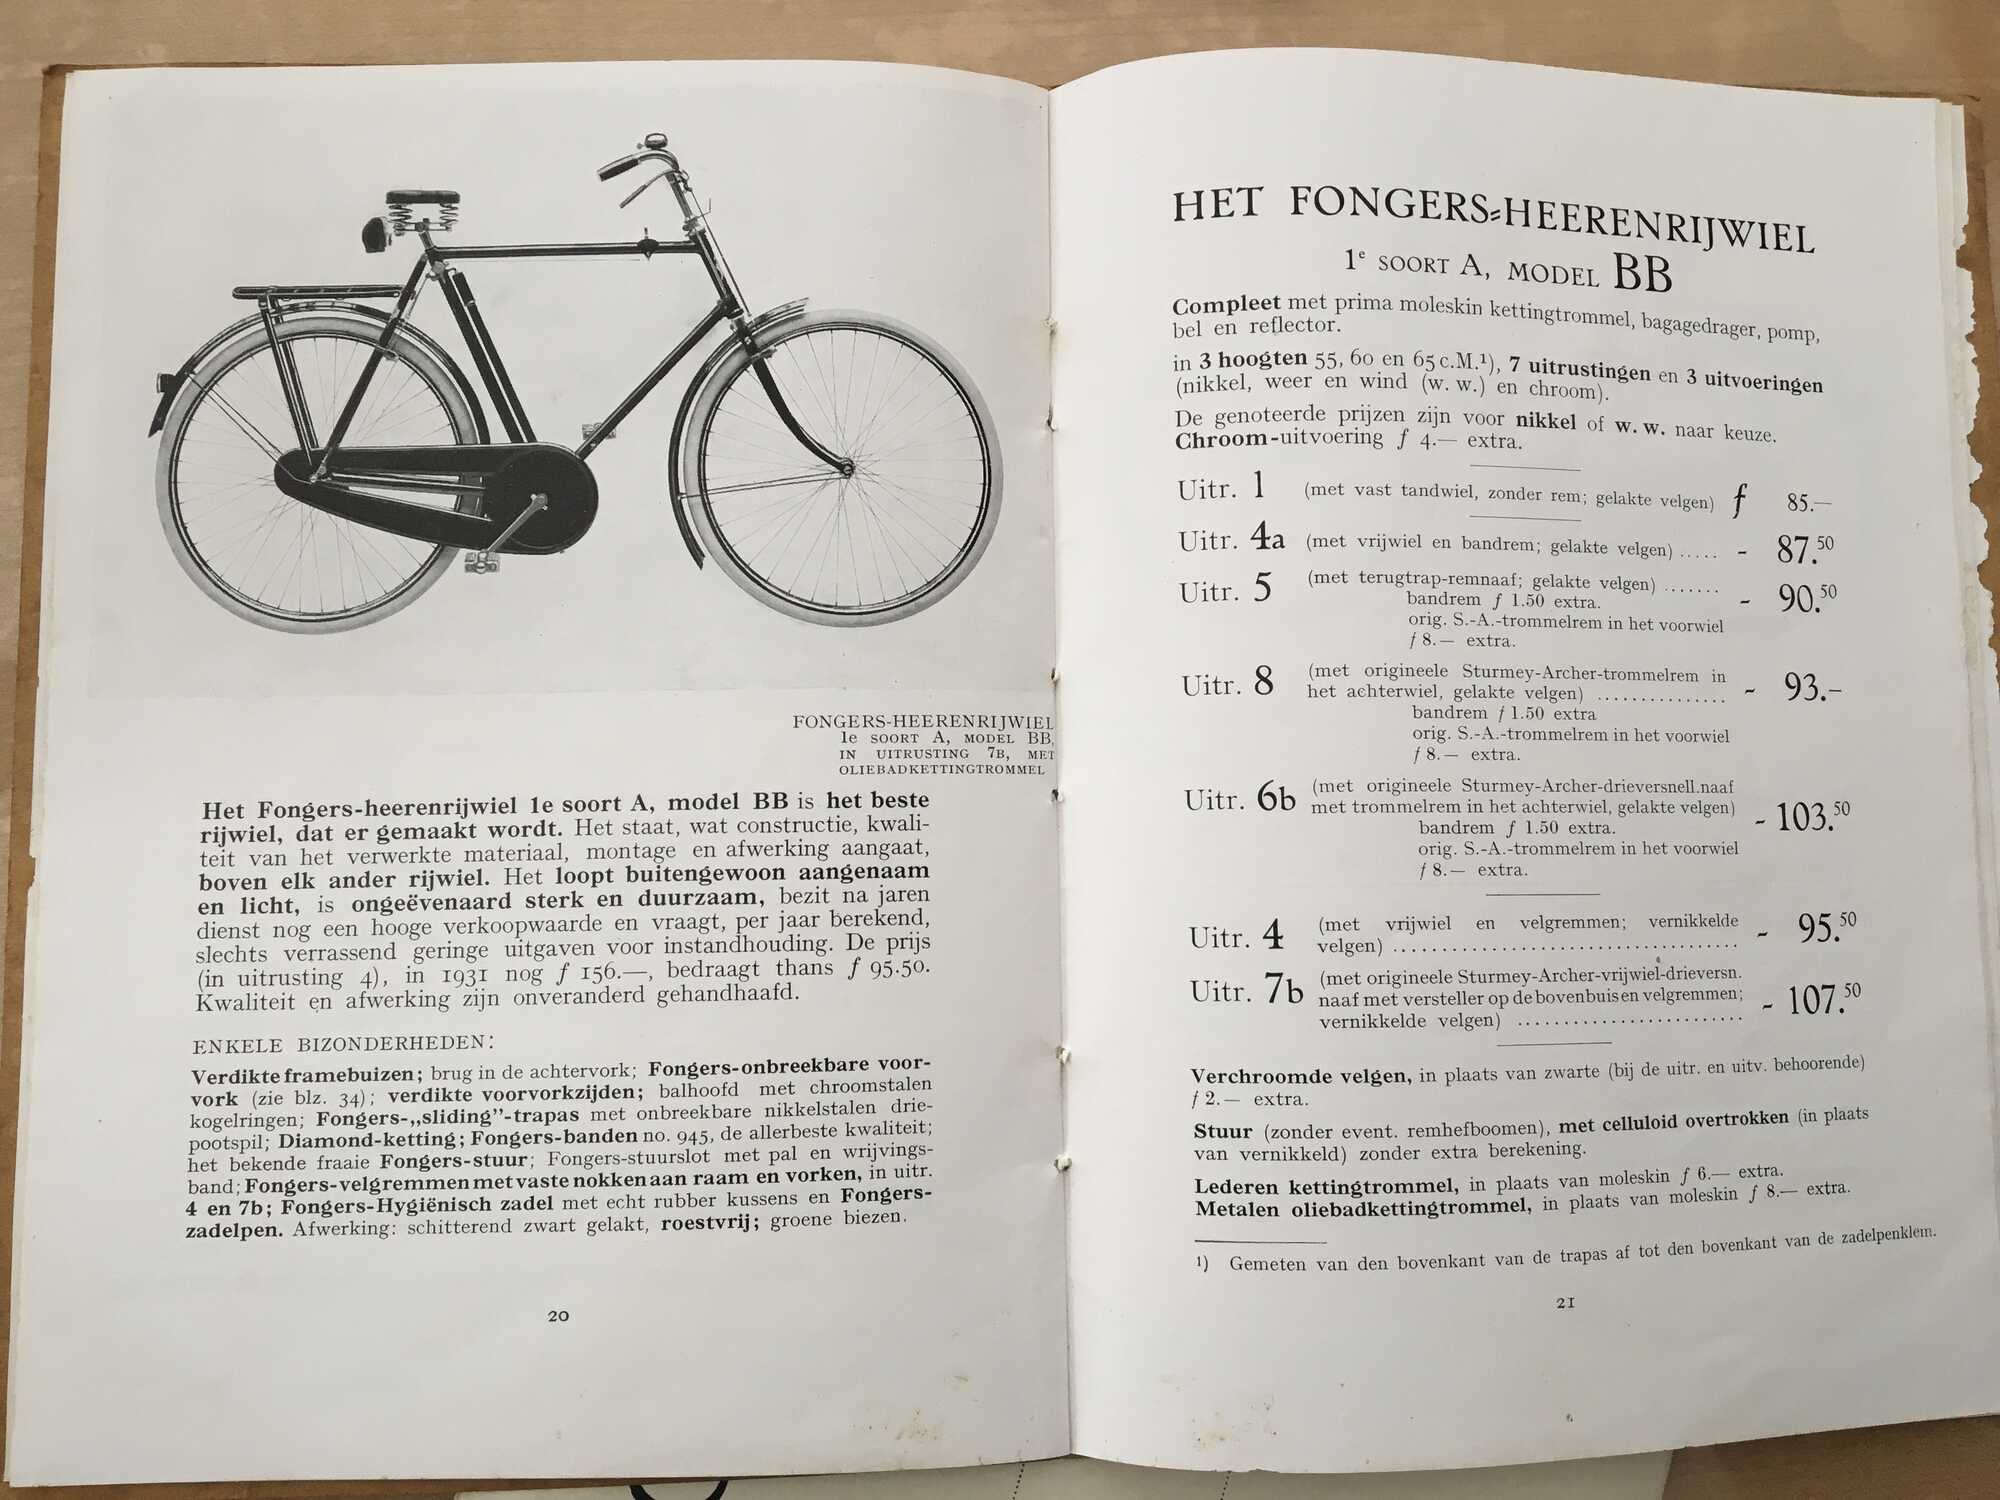 FONGERS-HEERENRIJWIEL
1e SOORT A, MODEL BB,
IN UITRUSTING 7B, MET
OLIEBADKETTINGTROMMEL
Het Fongers-heerenrijwiel 1e soort A, model BB is het beste
rijwiel, dat er gemaakt wordt. Het staat, wat constructie, kwali-
teit van het verwerkte materiaal, montage en afwerking aangaat,
boven elk ander rijwiel. Het loopt buitengewoon aangenaam
en licht, is ongeëvenaard sterk en duurzaam, bezit na jaren
dienst nog een hooge verkoopwaarde en vraagt, per jaar berekend,
slechts verrassend geringe uitgaven voor instandhouding. De prijs
(in uitrusting 4), in 1931 nog f 156.—, bedraagt thans f 95.50.
Kwaliteit en afwerking zijn onveranderd gehandhaafd.
ENKELE BIZONDERHEDEN:
Verdikte framebuizen; brug in de achtervork; Fongers-onbreekbare voor-
vork (zie blz. 34); verdikte voorvorkzijden; balhoofd met chroomstalen
kogelringen; Fongers-„sliding"-trapas met onbreekbare nikkelstalen drie-
pootspil; Diamond-ketting; Fongers-banden no. 945, de allerbeste kwaliteit;
het bekende fraaie Fongers-stuur; Fongers-stuurslot met pal en wrijvings-
band; Fongers-velgremmen met vaste nokken aan raam en vorken, in uitr.
4 en 7b; Fongers-Hygiënisch zadel met echt rubber kussens en Fongers-
zadelpen. Afwerking: schitterend zwart gelakt, roestvrij; groene biezen.
20
HET FONGERS-HEERENRIJWIEL
1e SOORT A, MODEL BB
Compleet met prima moleskin kettingtrommel, bagagedrager, pomp,
bel en reflector.
in 3 hoogten 55, 60 en 65 c.M.1), 7 uitrustingen en 3 uitvoeringen
(nikkel, weer en wind (w. w.) en chroom).
De genoteerde prijzen zijn voor nikkel of w. w. naar keuze.
Chroom-uitvoering f 4.— extra.
Uitr. 1 (met vast tandwiel, zonder rem; gelakte velgen) f 85.—
Uitr. 4a (met vrijwiel en bandrem; gelakte velgen) ..... - 87.50
Uitr. 5 (met terugtrap-remnaaf; gelakte velgen) ....... - 90.50
bandrem f 1.50 extra.
orig. S.-A.-trommelrem in het voorwiel
f 8.— extra.
Uitr. 8 (met origineele Sturmey-Archer-trommelrem in
het achterwiel, gelakte velgen) ............... - 93.-
bandrem f 1.50 extra
orig. S.-A.-trommelrem in het voorwiel
f 8.— extra.
Uitr. 6b (met origineele Sturmey-Archer-drieversnell.naaf
met trommelrem in het achterwiel, gelakte velgen) - 103.50
bandrem f 1.50 extra.
orig. S.-A.-trommelrem in het voorwiel
f 8.— extra.
Uitr. 4 (met vrijwiel en velgremmen; vernikkelde
velgen) ..................................... - 95.50
Uitr. 7b (met origineele Sturmey-Archer-vrijwiel-drieversn.
naaf met versteller op de bovenbuis en velgremmen;
vernikkelde velgen) ......................... - 107.50
Verchroomde velgen, in plaats van zwarte (bij de uitr. en uitv. behoorende)
f 2.— extra.
Stuur (zonder event. remhefboomen), met celluloid overtrokken (in plaats
van vernikkeld) zonder extra berekening.
Lederen kettingtrommel, in plaats van moleskin f 6.— extra.
Metalen oliebadkettingtrommel, in plaats van moleskin f 8.— extra.
1) Gemeten van den bovenkant van de trapas af tot den bovenkant van de zadelpenklem.
21